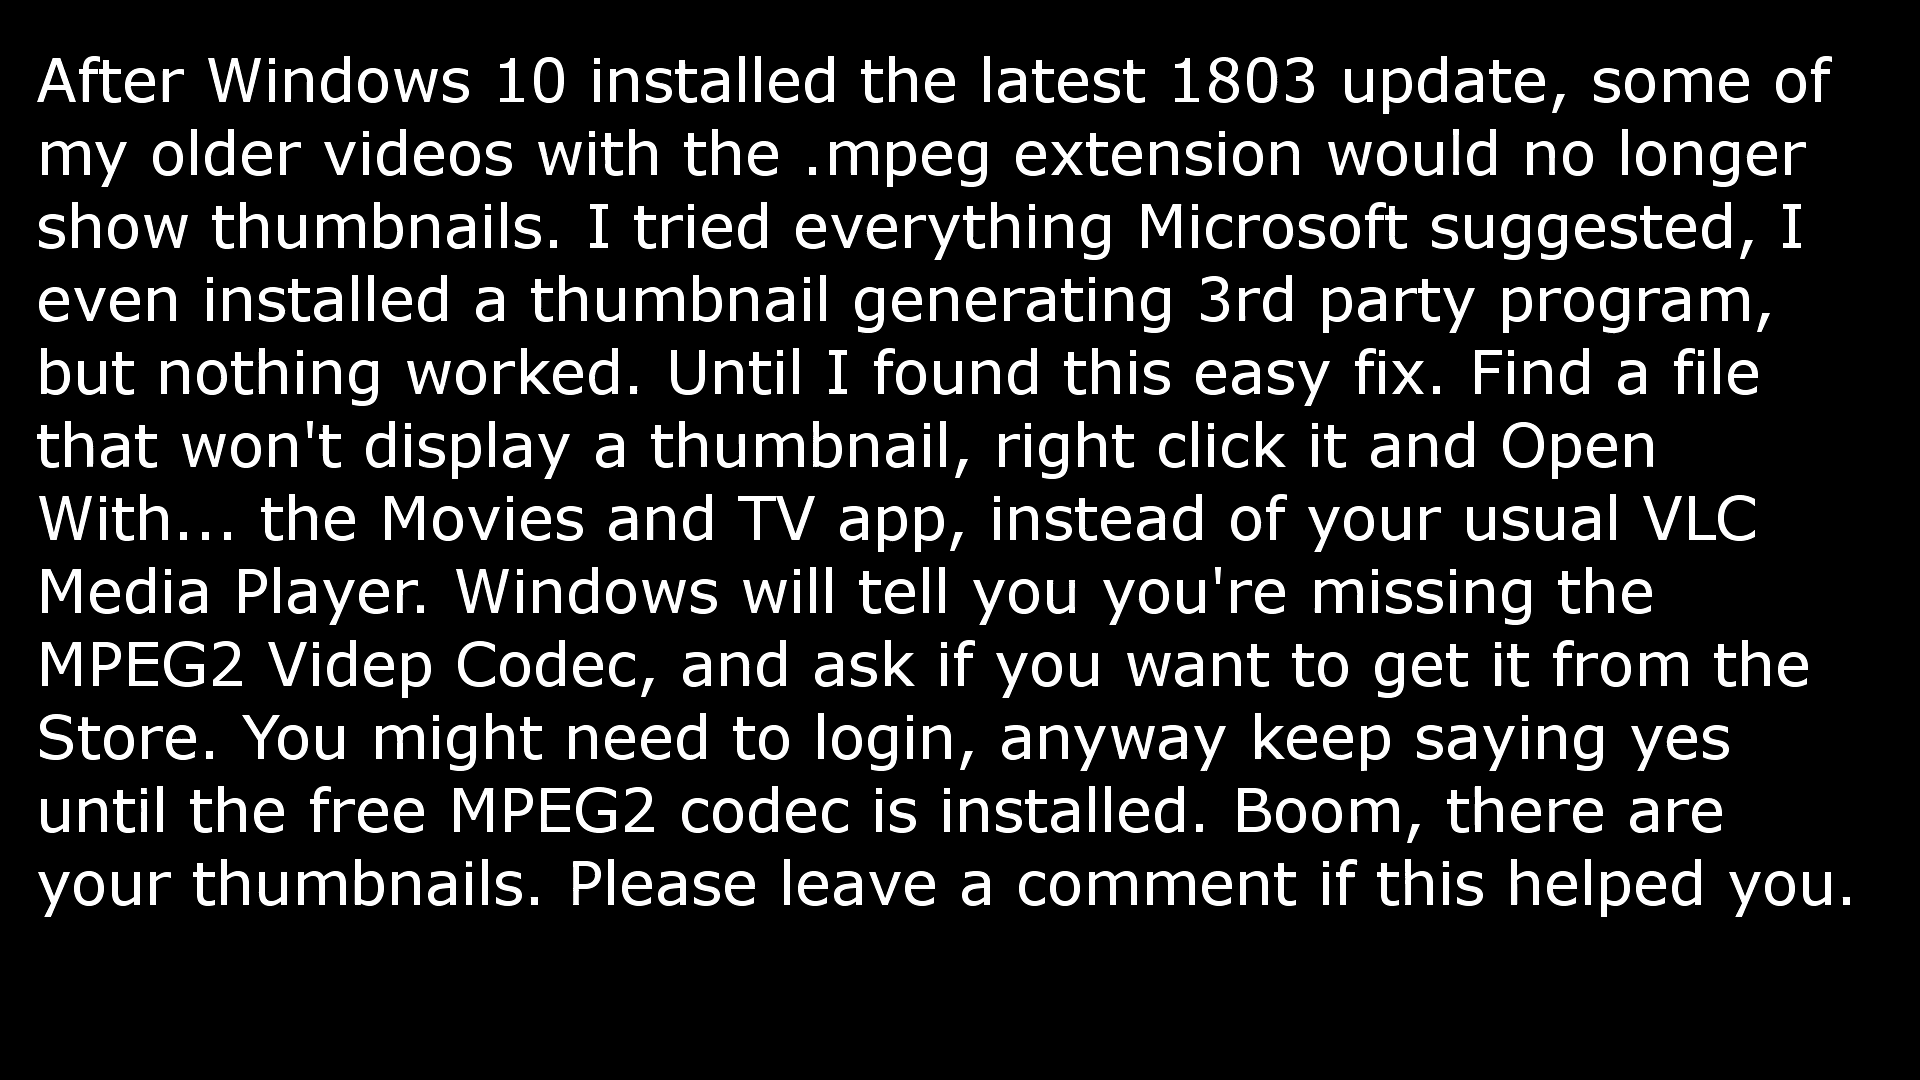 After Windows 10 installed the latest 1803 update, some of
my older videos with the .mpeg extension would no longer
show thumbnails. I tried everything Microsoft suggested, I
even installed a thumbnail generating 3rd party program,
but nothing worked. Until I found this easy fix. Find a file
that won't display a thumbnail, right click it and Open
With... the Movies and TV app, instead of your usual VLC
Media Player. Windows will tell you you're missing the
MPEG2 Videp Codec, and ask if you want to get it from the
Store. You might need to login, anyway keep saying yes
until the free MPEG2 codec is installed. Boom, there are
your thumbnails. Please leave a comment if this helped you.